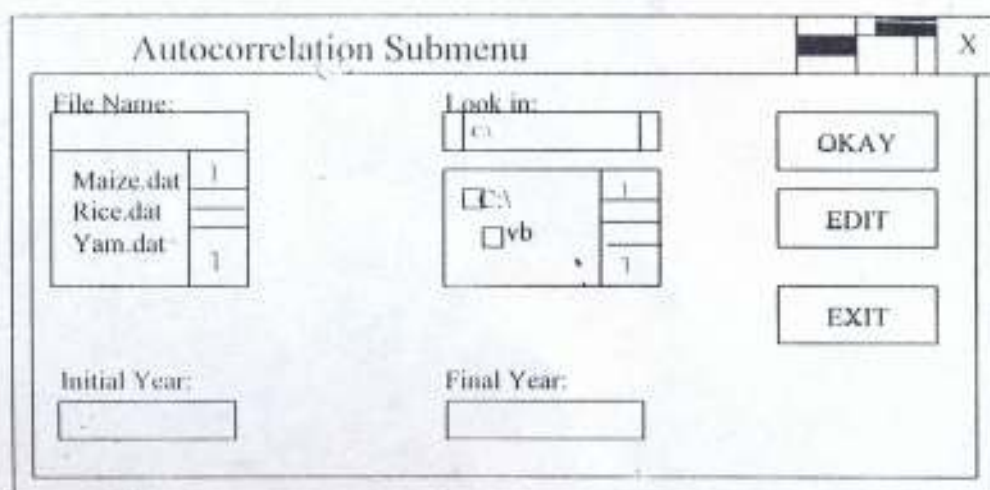 Autocorrelation Submenu
X
File Name:
Look in:
C:\
OKAY
Maize.dat
Rice.dat
Yam.dat
C:\
vb
EDIT
EXIT
Initial Year:
Final Year: